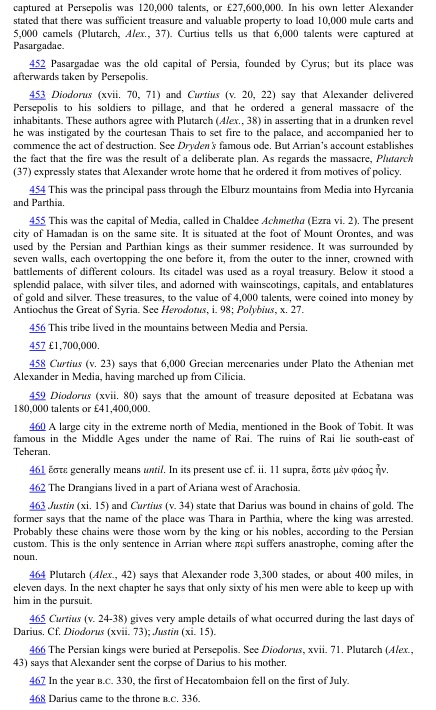 captured at Persepolis was 120,000 talents, or £27,600,000. In his own letter Alexander
stated that there was sufficient treasure and valuable property to load 10,000 mule carts and
5,000 camels (Plutarch, Alex., 37). Curtius tells us that 6,000 talents were captured at
Pasargadae.
452 Pasargadae was the old capital of Persia, founded by Cyrus; but its place was
afterwards taken by Persepolis.
453 Diodorus (xvii. 70, 71) and Curtius (v. 20, 22) say that Alexander delivered
Persepolis to his soldiers to pillage, and that he ordered a general massacre of the
inhabitants. These authors agree with Plutarch (Alex., 38) in asserting that in a drunken revel
he was instigated by the courtesan Thais to set fire to the palace, and accompanied her to
commence the act of destruction. See Dryden's famous ode. But Arrian's account establishes
the fact that the fire was the result of a deliberate plan. As regards the massacre, Plutarch
(37) expressly states that Alexander wrote home that he ordered it from motives of policy.
454 This was the principal pass through the Elburz mountains from Media into Hyrcania
and Parthia.
455 This was the capital of Media, called in Chaldee Achmetha (Ezra vi. 2). The present
city of Hamadan is on the same site. It is situated at the foot of Mount Orontes, and was
used by the Persian and Parthian kings as their summer residence. It was surrounded by
seven walls, each overtopping the one before it, from the outer to the inner, crowned with
battlements of different colours. Its citadel was used as a royal treasury. Below it stood a
splendid palace, with silver tiles, and adorned with wainscotings, capitals, and entablatures
of gold and silver. These treasures, to the value of 4,000 talents, were coined into money by
Antiochus the Great of Syria. See Herodotus, i. 98; Polybius, x. 27.
456 This tribe lived in the mountains between Media and Persia.
457 £1,700,000.
458 Curtius (v. 23) says that 6,000 Grecian mercenaries under Plato the Athenian met
Alexander in Media, having marched up from Cilicia.
459 Diodorus (xvii. 80) says that the amount of treasure deposited at Ecbatana was
180,000 talents or £41,400,000.
460 A large city in the extreme north of Media, mentioned in the Book of Tobit. It was
famous in the Middle Ages under the name of Rai. The ruins of Rai lie south-east of
Teheran.
461 ἔστε generally means until. In its present use cf. ii. 11 supra, ἔστε μὲν φάος ἦν.
462 The Drangians lived in a part of Ariana west of Arachosia.
463 Justin (xi. 15) and Curtius (v. 34) state that Darius was bound in chains of gold. The
former says that the name of the place was Thara in Parthia, where the king was arrested.
Probably these chains were those worn by the king or his nobles, according to the Persian
custom. This is the only sentence in Arrian where περί suffers anastrophe, coming after the
noun.
464 Plutarch (Alex., 42) says that Alexander rode 3,300 stades, or about 400 miles, in
eleven days. In the next chapter he says that only sixty of his men were able to keep up with
him in the pursuit.
465 Curtius (v. 24-38) gives very ample details of what occurred during the last days of
Darius. Cf. Diodorus (xvii. 73); Justin (xi. 15).
466 The Persian kings were buried at Persepolis. See Diodorus, xvii. 71. Plutarch (Alex.,
43) says that Alexander sent the corpse of Darius to his mother.
467 In the year B.C. 330, the first of Hecatombaion fell on the first of July.
468 Darius came to the throne B.C. 336.